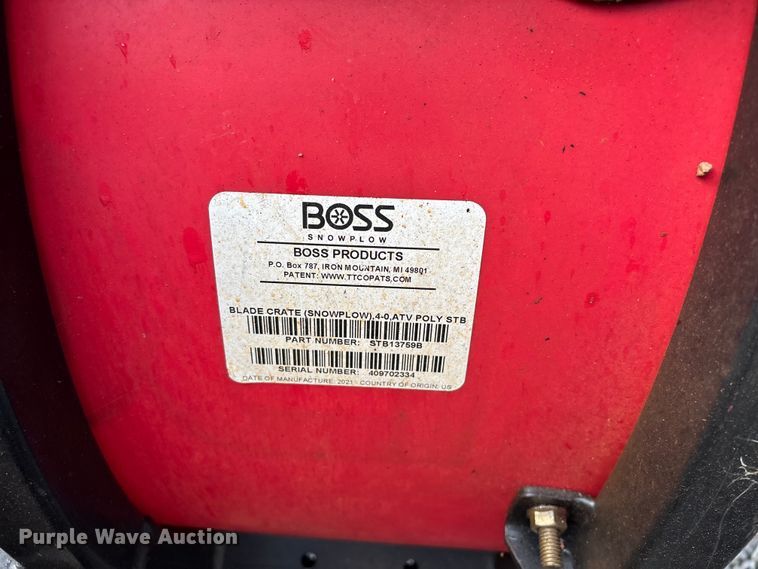 BOSS
SNOWPLOW
BOSS PRODUCTS
P.O. Box 787, IRON MOUNTAIN, MI 49801
PATENT: WWW.TTCOPATS.COM
BLADE CRATE (SNOWPLOW),4-0,ATV POLY STB
PART NUMBER: STB13759B
SERIAL NUMBER: 409702334
DATE OF MANUFACTURE: 2021 COUNTRY OF ORIGIN: US
Purple Wave Auction